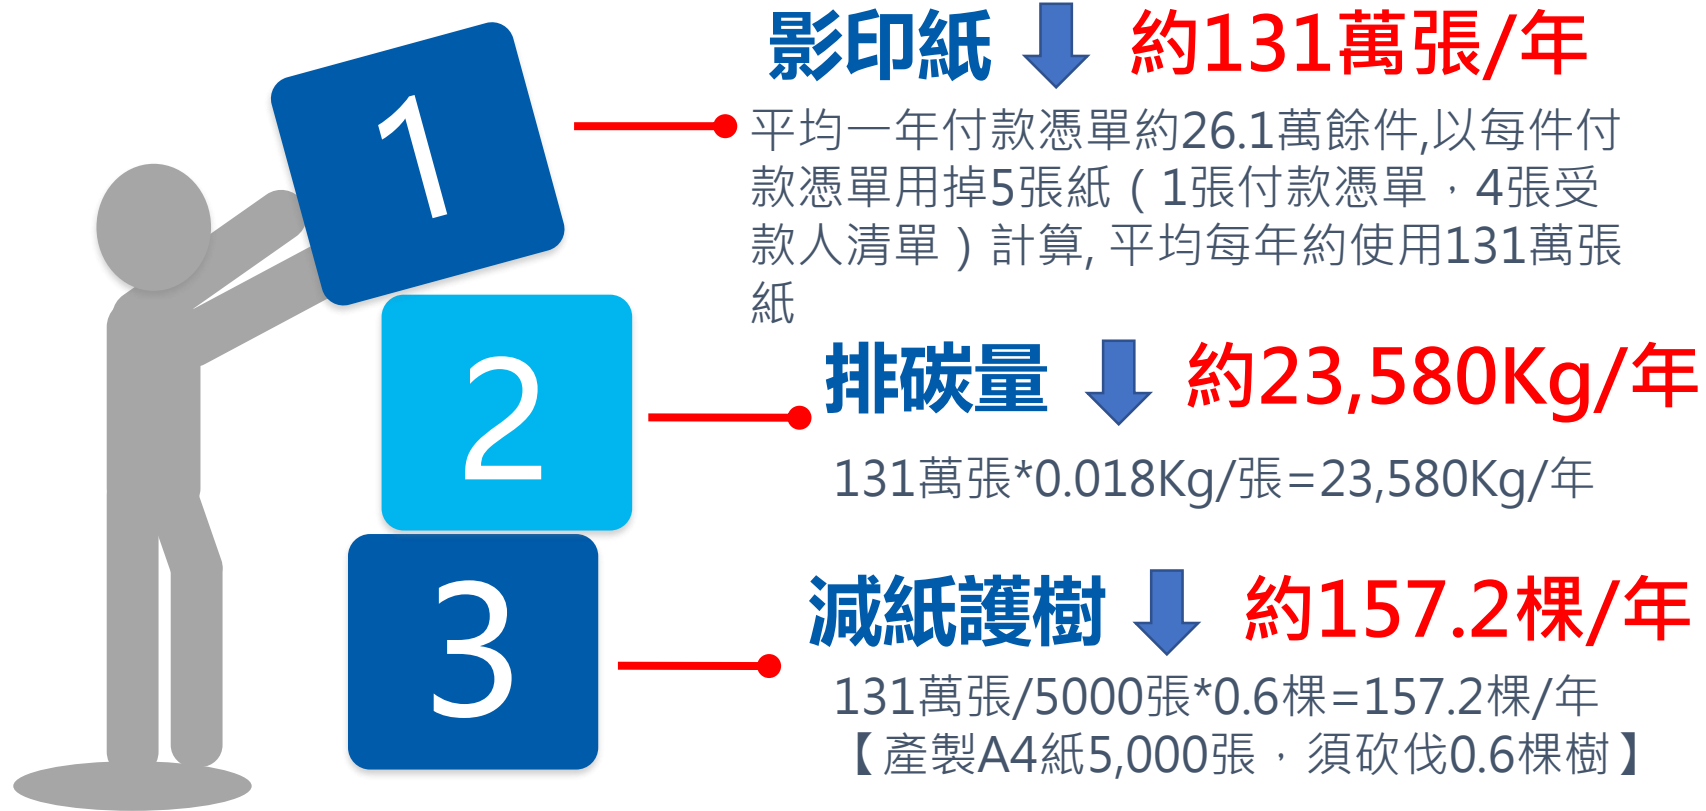 1
影印紙 約131萬張/年
平均一年付款憑單約26.1萬餘件,以每件付
款憑單用掉5張紙（1張付款憑單，4張受
款人清單）計算, 平均每年約使用131萬張
紙
2
排碳量 約23,580Kg/年
131萬張*0.018Kg/張=23,580Kg/年
3
減紙護樹 約157.2棵/年
131萬張/5000張*0.6棵=157.2棵/年
【產製A4紙5,000張，須砍伐0.6棵樹】